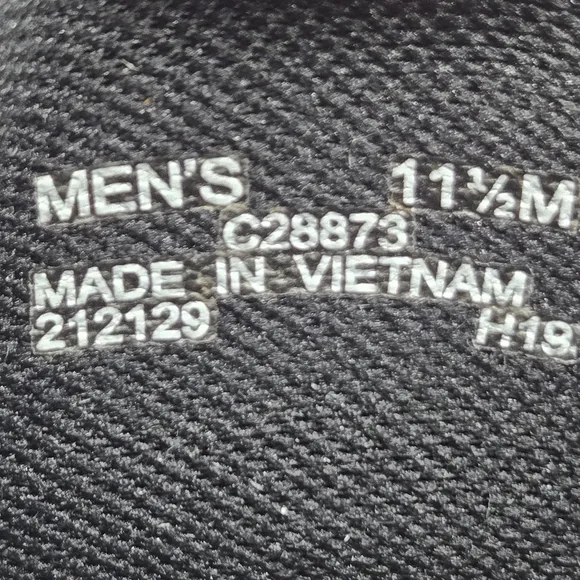 MEN'S 11½M
C28873
MADE IN VIETNAM
212129 H19